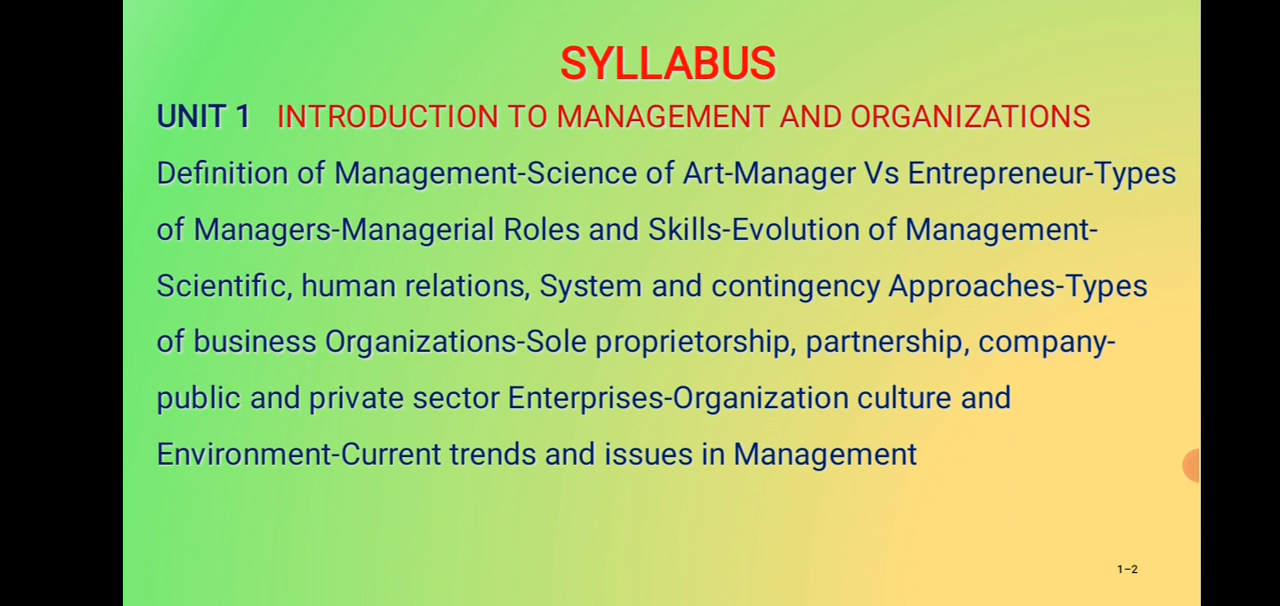 SYLLABUS
UNIT 1 INTRODUCTION TO MANAGEMENT AND ORGANIZATIONS
Definition of Management-Science of Art-Manager Vs Entrepreneur-Types
of Managers-Managerial Roles and Skills-Evolution of Management-
Scientific, human relations, System and contingency Approaches-Types
of business Organizations-Sole proprietorship, partnership, company-
public and private sector Enterprises-Organization culture and
Environment-Current trends and issues in Management
1–2